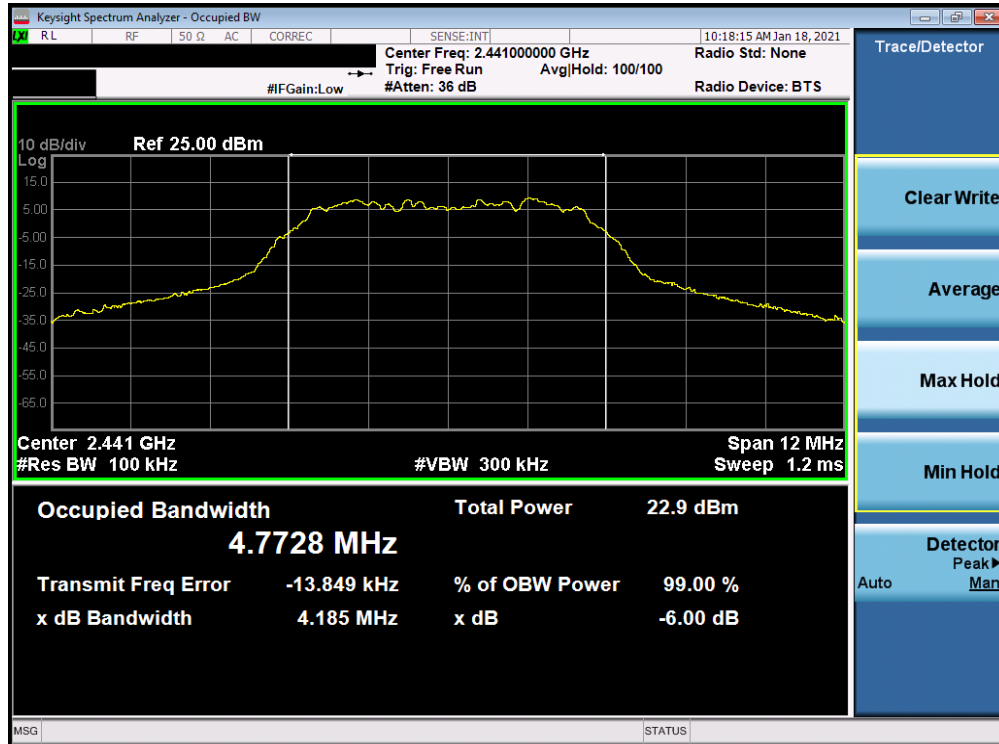 Keysight Spectrum Analyzer - Occupied BW
LXI RL RF 50 Ω AC CORREC SENSE:INT 10:18:15 AM Jan 18, 2021
Center Freq: 2.441000000 GHz Radio Std: None
Trig: Free Run Avg|Hold: 100/100
#IFGain:Low #Atten: 36 dB Radio Device: BTS
Trace/Detector
10 dB/div Ref 25.00 dBm
Log
15.0
5.00
-5.00
-15.0
-25.0
-35.0
-45.0
-55.0
-65.0
Center 2.441 GHz Span 12 MHz
#Res BW 100 kHz #VBW 300 kHz Sweep 1.2 ms
Occupied Bandwidth Total Power 22.9 dBm
4.7728 MHz
Transmit Freq Error -13.849 kHz % of OBW Power 99.00 %
x dB Bandwidth 4.185 MHz x dB -6.00 dB
Clear Write
Average
Max Hold
Min Hold
Detector
Peak
Auto Man
MSG STATUS